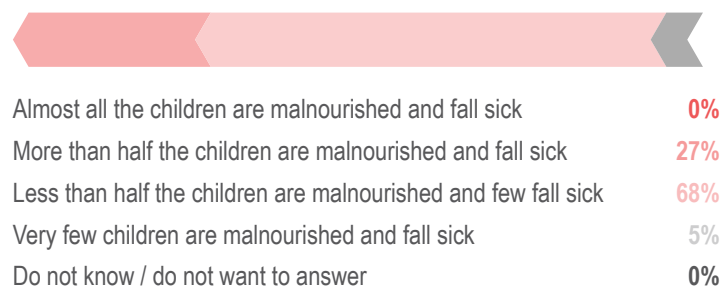 Almost all the children are malnourished and fall sick 0%
More than half the children are malnourished and fall sick 27%
Less than half the children are malnourished and few fall sick 68%
Very few children are malnourished and fall sick 5%
Do not know / do not want to answer 0%